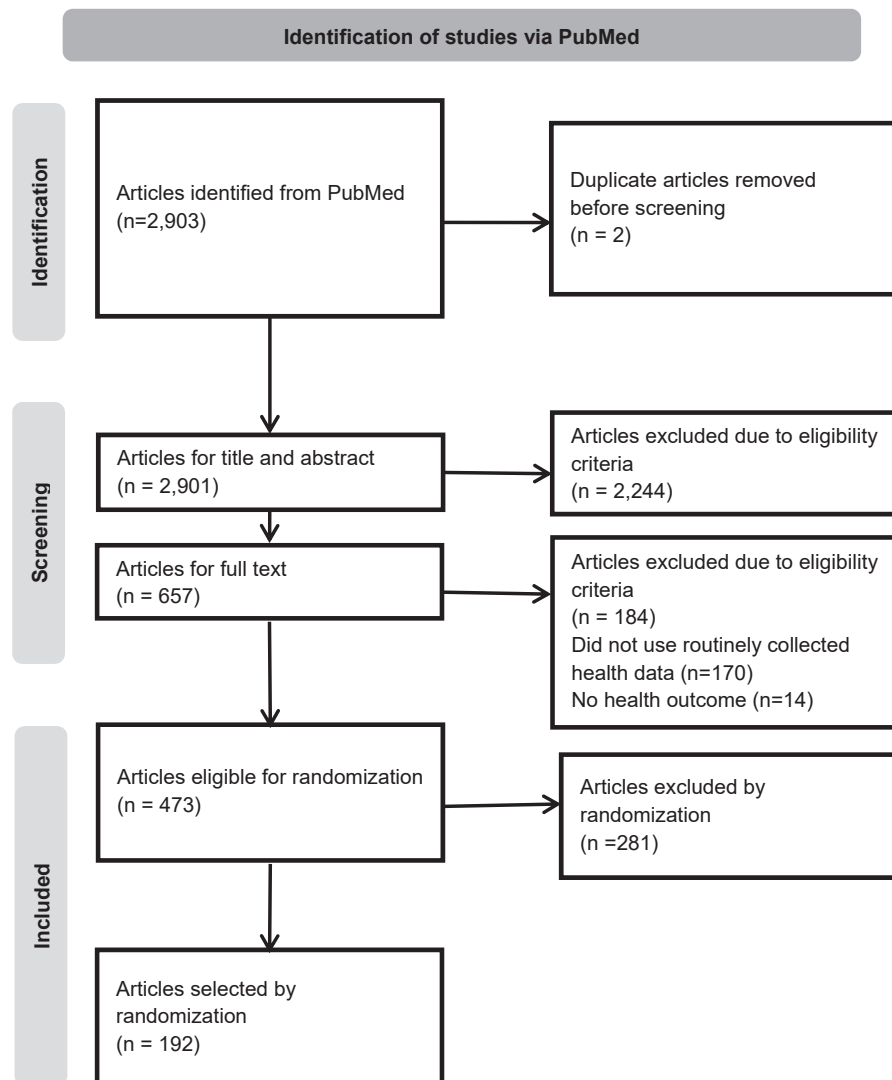 Identification of studies via PubMed
Identification
Articles identified from PubMed
(n=2,903)
Duplicate articles removed
before screening
(n = 2)
Screening
Articles for title and abstract
(n = 2,901)
Articles excluded due to eligibility
criteria
(n = 2,244)
Articles for full text
(n = 657)
Articles excluded due to eligibility
criteria
(n = 184)
Did not use routinely collected
health data (n=170)
No health outcome (n=14)
Included
Articles eligible for randomization
(n = 473)
Articles excluded by
randomization
(n =281)
Articles selected by
randomization
(n = 192)